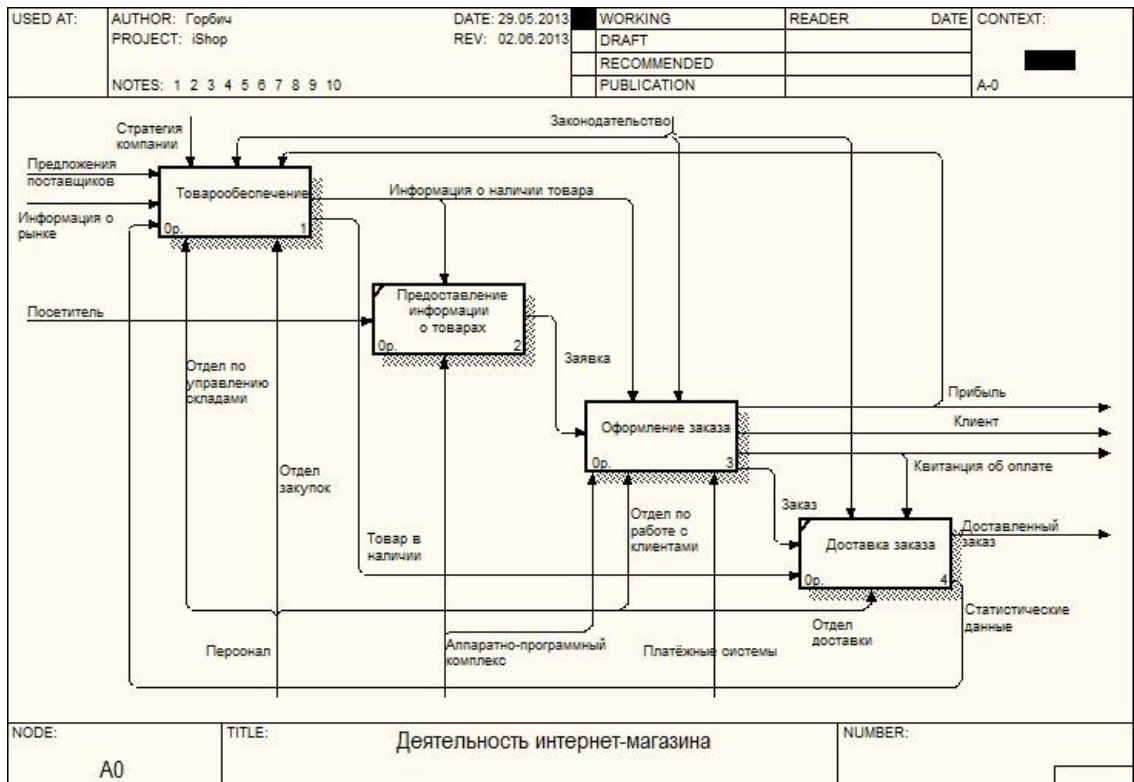 USED AT:
AUTHOR: Горбич
DATE: 29.05.2013
WORKING
READER
DATE
CONTEXT:
PROJECT: iShop
REV: 02.06.2013
DRAFT
RECOMMENDED
NOTES: 1 2 3 4 5 6 7 8 9 10
PUBLICATION
A-0
Стратегия
компании
Законодательство
Предложения
поставщиков
Товарообеспечение
0р.
1
Информация о наличии товара
Информация о
рынке
Предоставление
информации
о товарах
0р.
2
Посетитель
Заявка
Отдел по
управлению
складами
Прибыль
Клиент
Оформление заказа
0р.
3
Квитанция об оплате
Отдел
закупок
Заказ
Отдел по
работе с
клиентами
Товар в
наличии
Доставка заказа
0р.
4
Доставленный
заказ
Статистические
данные
Отдел
доставки
Персонал
Аппаратно-программный
комплекс
Платёжные системы
NODE:
A0
TITLE:
Деятельность интернет-магазина
NUMBER: